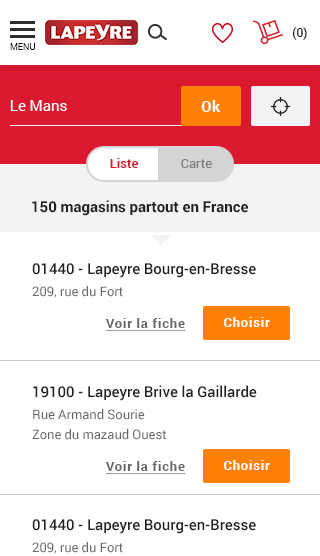 MENU
LAPEYRE
(0)
Le Mans
Ok
Liste
Carte
150 magasins partout en France
01440 - Lapeyre Bourg-en-Bresse
209, rue du Fort
Voir la fiche
Choisir
19100 - Lapeyre Brive la Gaillarde
Rue Armand Sourie
Zone du mazaud Ouest
Voir la fiche
Choisir
01440 - Lapeyre Bourg-en-Bresse
209, rue du Fort